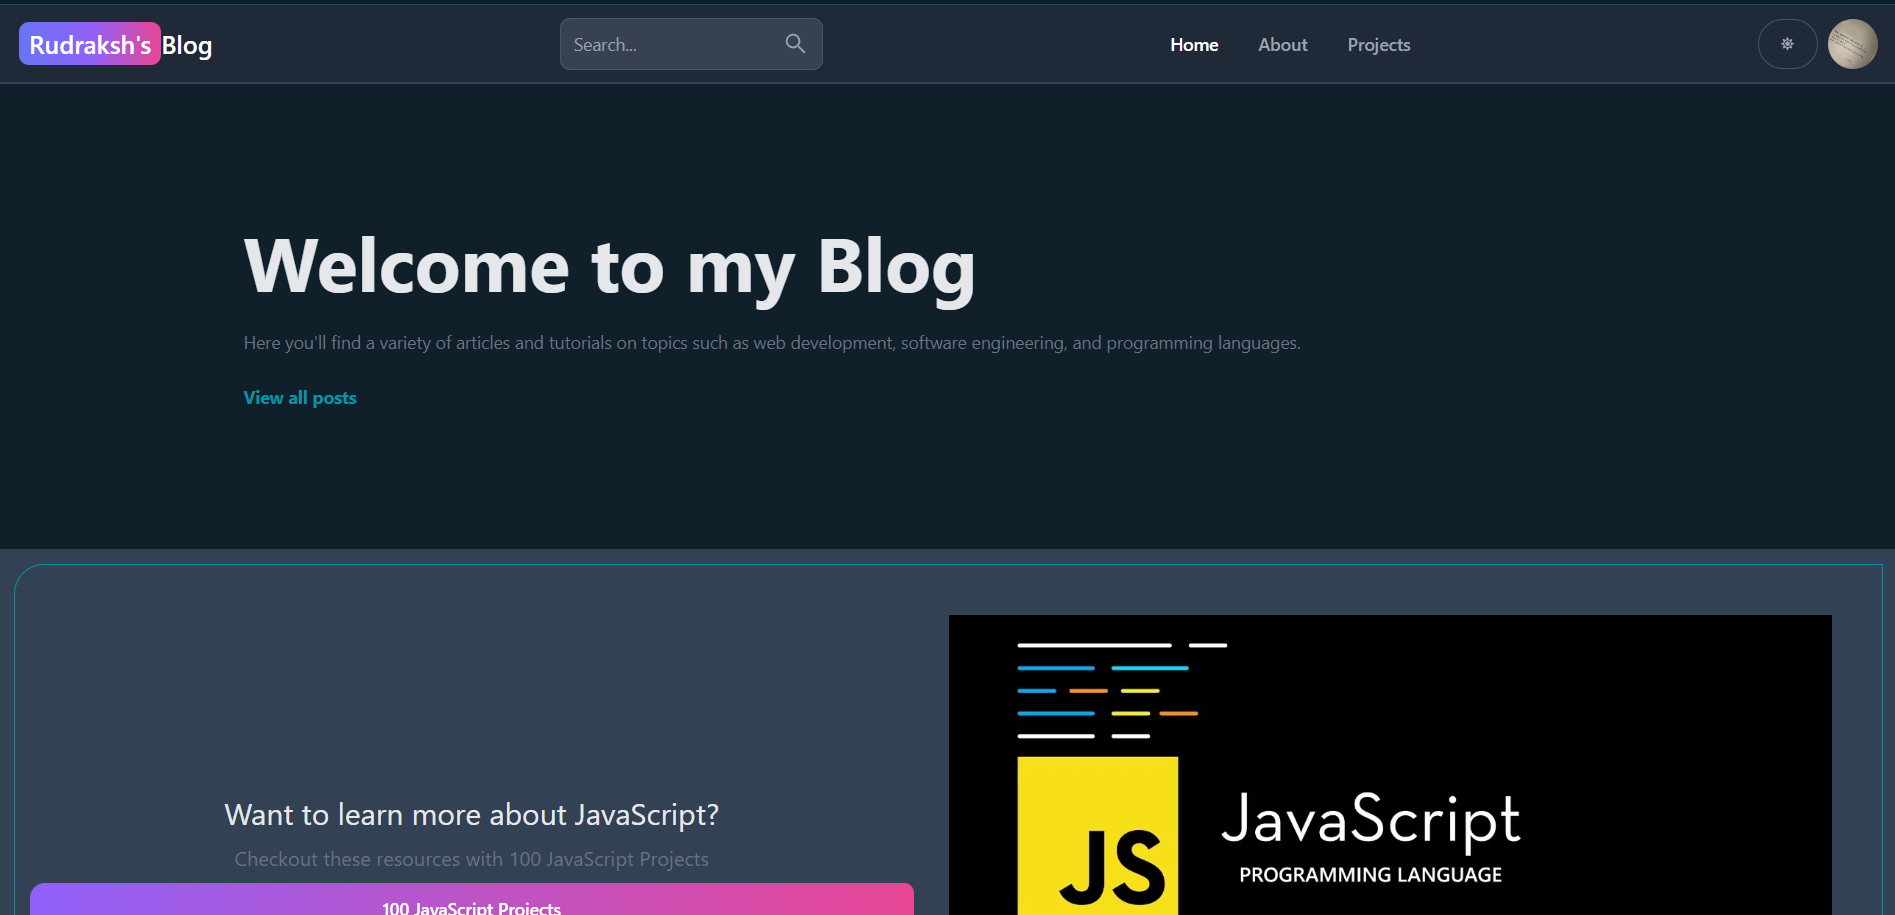 Rudraksh's Blog
Search...
Home About Projects
Welcome to my Blog
Here you'll find a variety of articles and tutorials on topics such as web development, software engineering, and programming languages.
View all posts
Want to learn more about JavaScript?
Checkout these resources with 100 JavaScript Projects
100 JavaScript Projects
JS
JavaScript
PROGRAMMING LANGUAGE